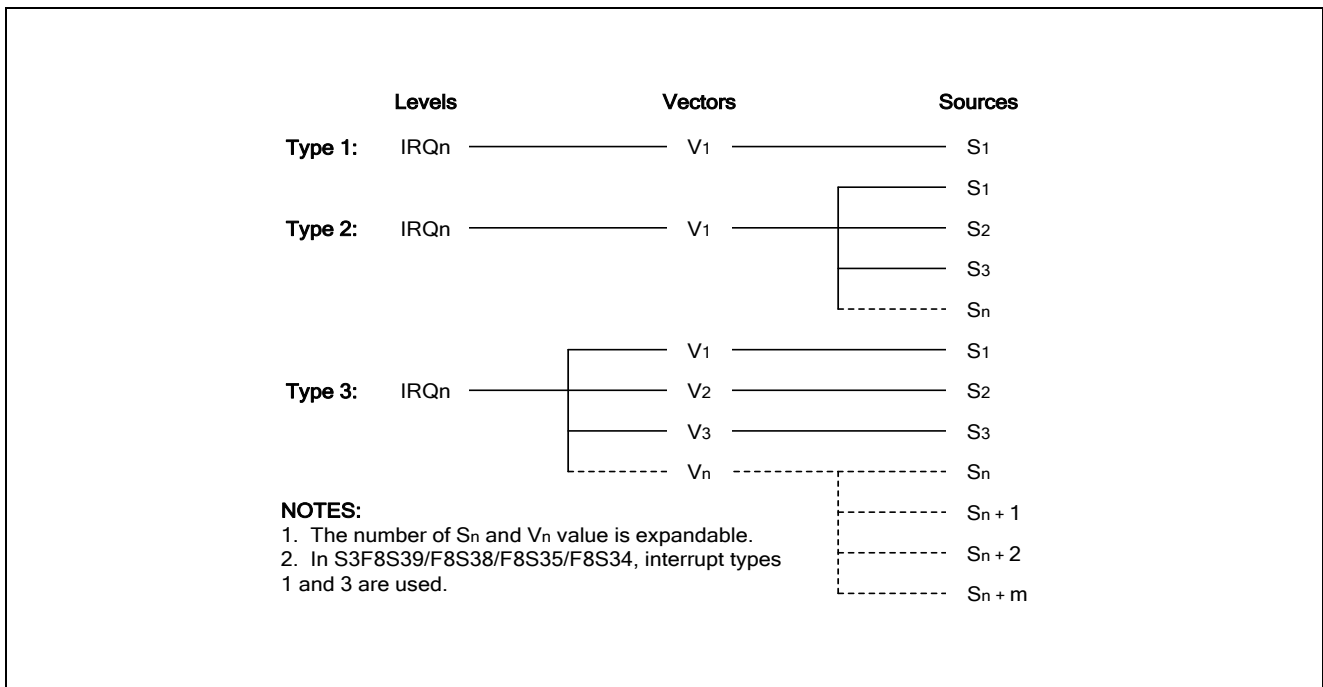 Levels Vectors Sources
Type 1: IRQn V1 S1
S1
Type 2: IRQn V1 S2
S3
Sn
V1 S1
Type 3: IRQn V2 S2
V3 S3
Vn Sn
NOTES:
Sn + 1
1. The number of Sn and Vn value is expandable.
2. In S3F8S39/F8S38/F8S35/F8S34, interrupt types
Sn + 2
1 and 3 are used.
Sn + m